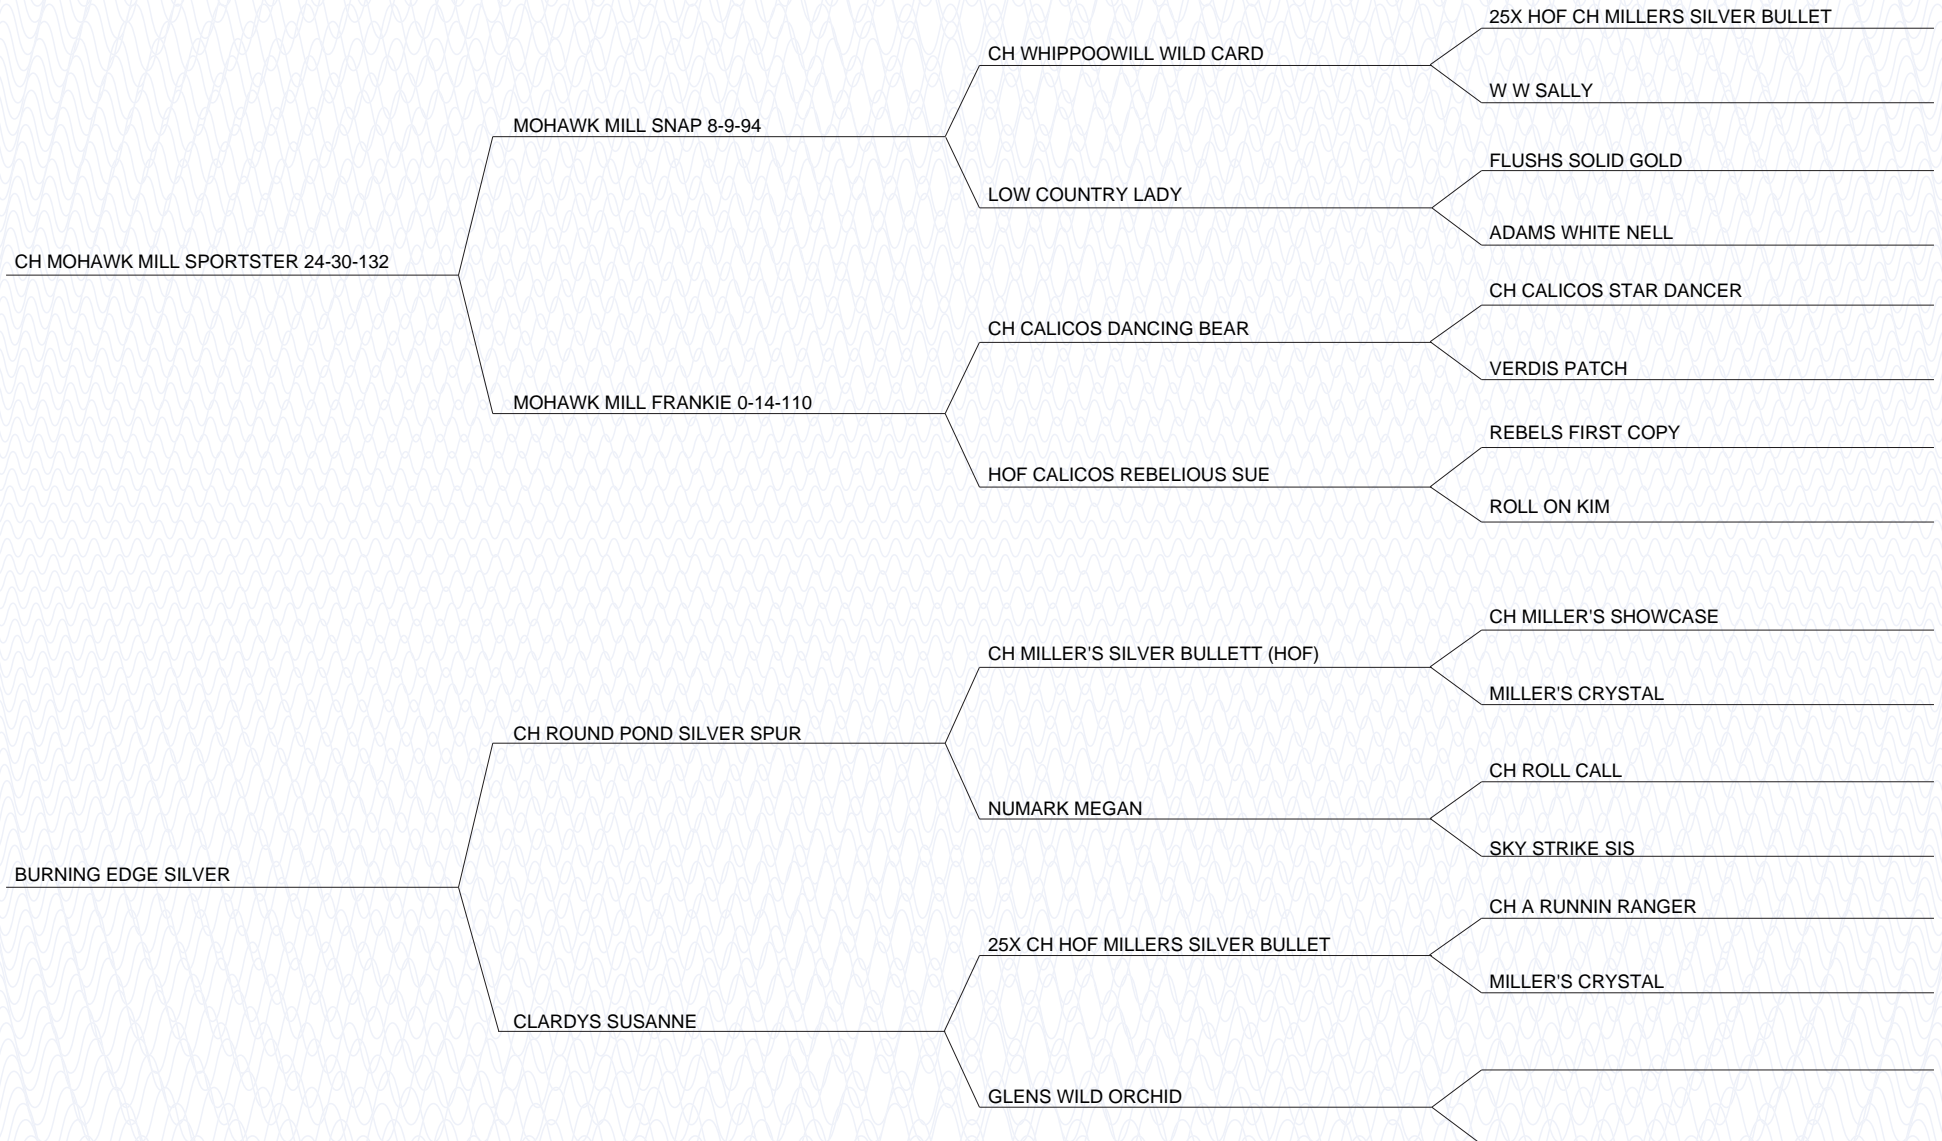 25X HOF CH MILLERS SILVER BULLET
CH WHIPPOOWILL WILD CARD
W W SALLY
MOHAWK MILL SNAP 8-9-94
FLUSHS SOLID GOLD
LOW COUNTRY LADY
ADAMS WHITE NELL
CH MOHAWK MILL SPORTSTER 24-30-132
CH CALICOS STAR DANCER
CH CALICOS DANCING BEAR
VERDIS PATCH
MOHAWK MILL FRANKIE 0-14-110
REBELS FIRST COPY
HOF CALICOS REBELIOUS SUE
ROLL ON KIM
CH MILLER'S SHOWCASE
CH MILLER'S SILVER BULLETT (HOF)
MILLER'S CRYSTAL
CH ROUND POND SILVER SPUR
CH ROLL CALL
NUMARK MEGAN
SKY STRIKE SIS
BURNING EDGE SILVER
CH A RUNNIN RANGER
25X CH HOF MILLERS SILVER BULLET
MILLER'S CRYSTAL
CLARDYS SUSANNE
GLENS WILD ORCHID